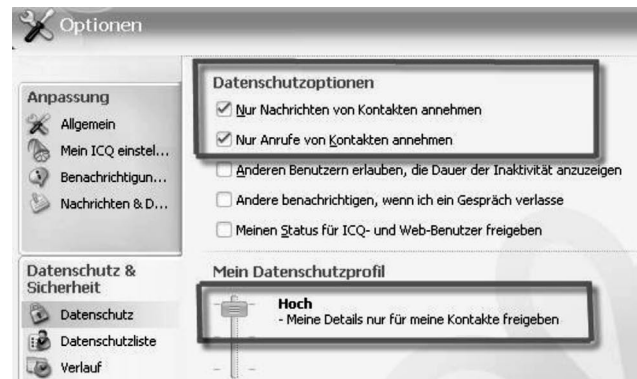 Optionen
Anpassung
Allgemein
Mein ICQ einstel...
Benachrichtigun...
Nachrichten & D...
Datenschutz &
Sicherheit
Datenschutz
Datenschutzliste
Verlauf
Datenschutzoptionen
Nur Nachrichten von Kontakten annehmen
Nur Anrufe von Kontakten annehmen
Anderen Benutzern erlauben, die Dauer der Inaktivität anzuzeigen
Andere benachrichtigen, wenn ich ein Gespräch verlasse
Meinen Status für ICQ- und Web-Benutzer freigeben
Mein Datenschutzprofil
Hoch
- Meine Details nur für meine Kontakte freigeben